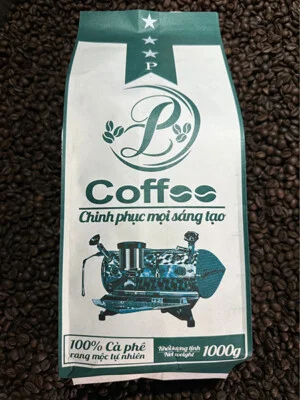 P
P
Coffee
Chinh phục mọi sáng tạo
100% Cà phê
rang mộc tự nhiên
Khối lượng tịnh
Net weight
1000g